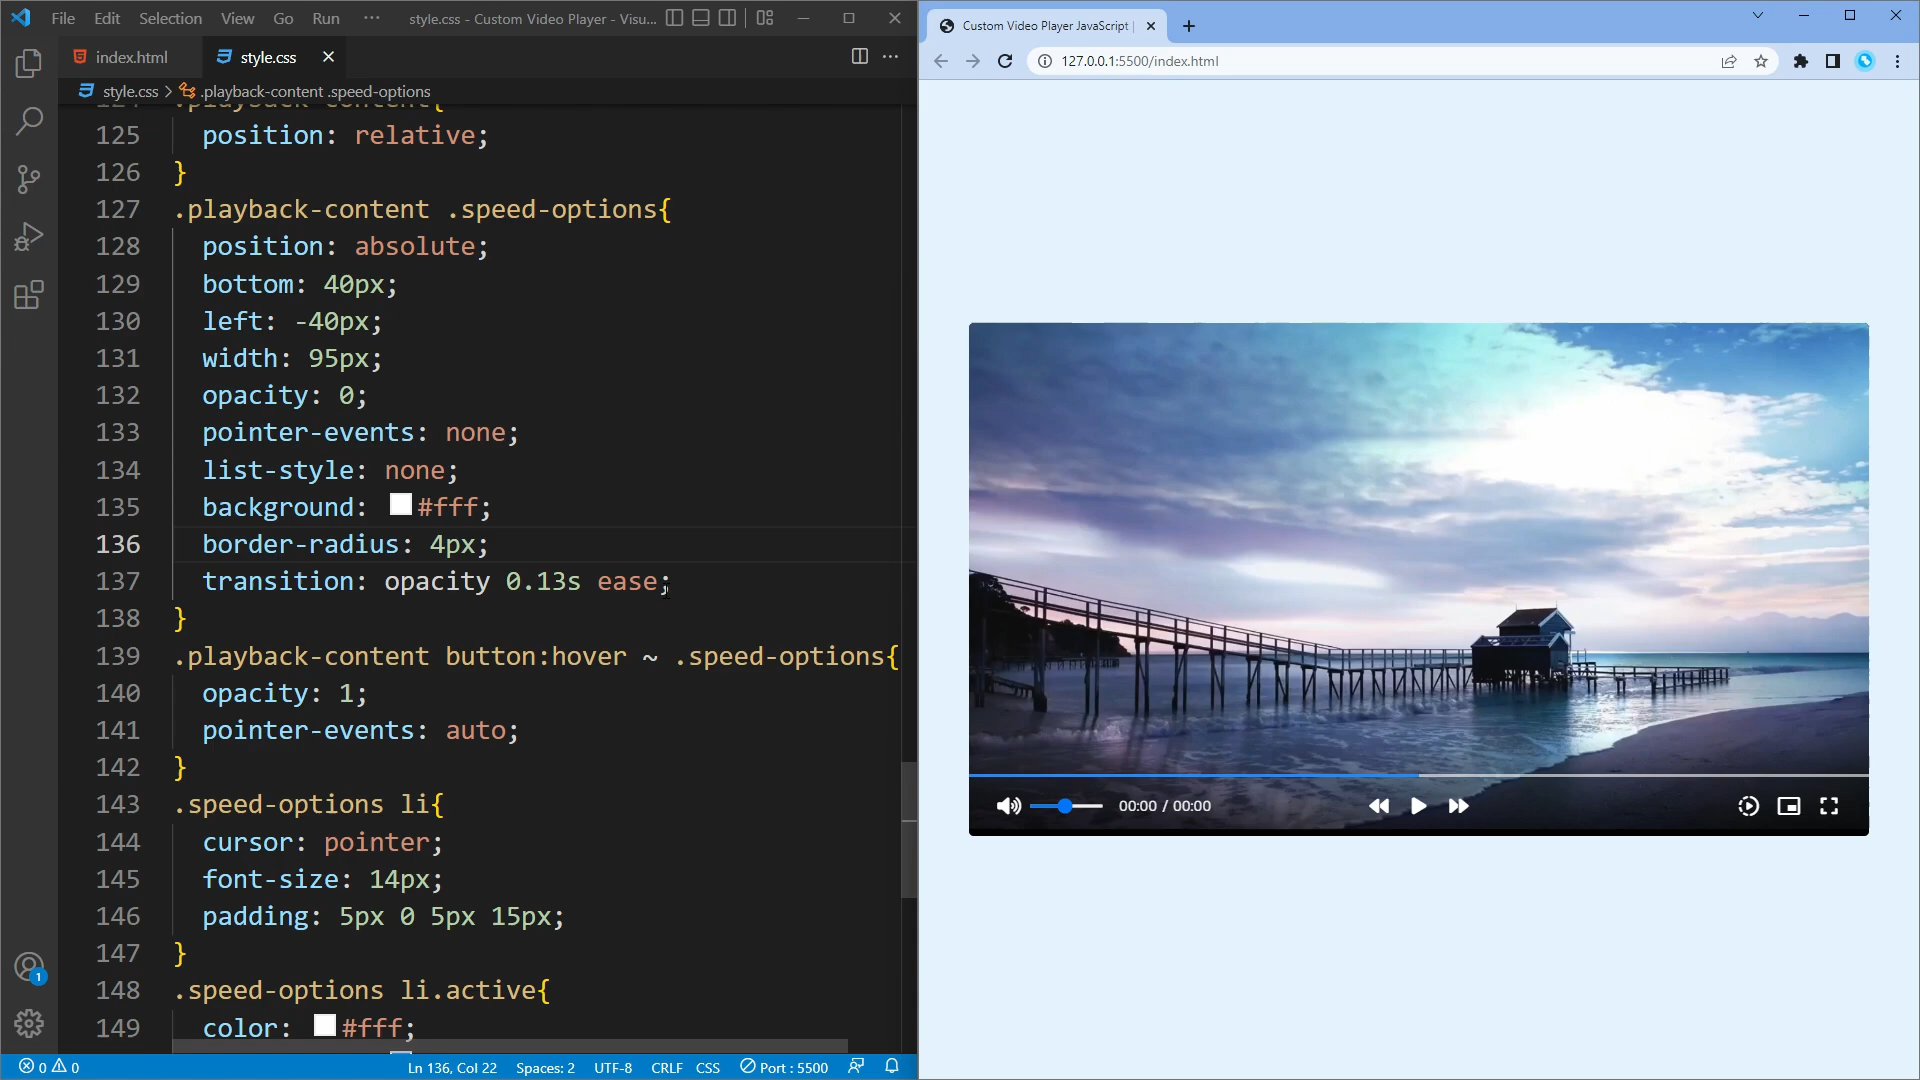 File Edit Selection View Go Run ··· style.css - Custom Video Player - Visu...
index.html style.css
style.css > .playback-content .speed-options
124 .playback-content{
125 position: relative;
126 }
127 .playback-content .speed-options{
128 position: absolute;
129 bottom: 40px;
130 left: -40px;
131 width: 95px;
132 opacity: 0;
133 pointer-events: none;
134 list-style: none;
135 background: #fff;
136 border-radius: 4px;
137 transition: opacity 0.13s ease;
138 }
139 .playback-content button:hover ~ .speed-options{
140 opacity: 1;
141 pointer-events: auto;
142 }
143 .speed-options li{
144 cursor: pointer;
145 font-size: 14px;
146 padding: 5px 0 5px 15px;
147 }
148 .speed-options li.active{
149 color: #fff;
1
0 0 Ln 136, Col 22 Spaces: 2 UTF-8 CRLF CSS Port : 5500
Custom Video Player JavaScript |
127.0.0.1:5500/index.html
00:00 / 00:00